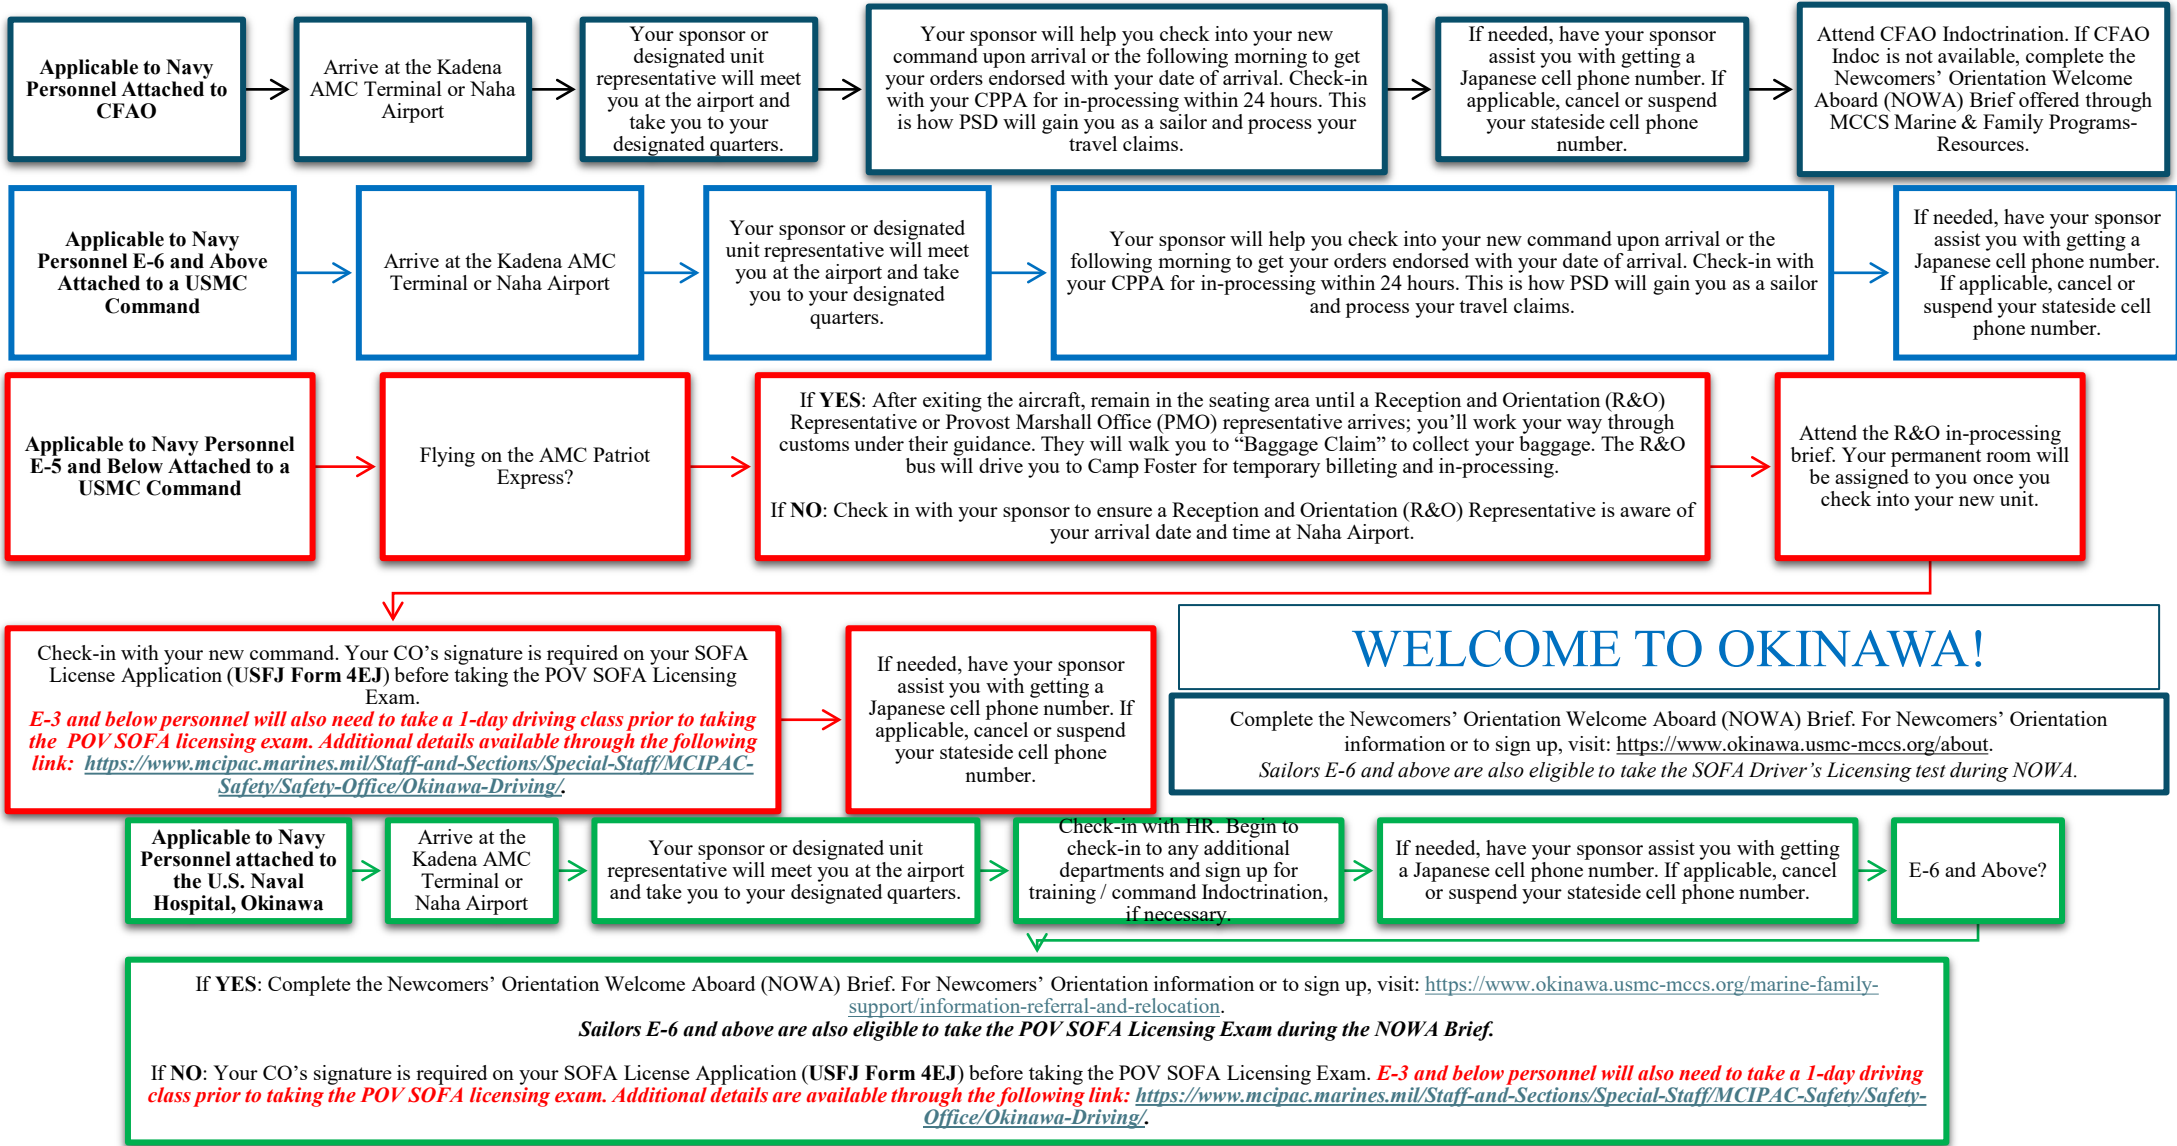 Applicable to Navy
Personnel Attached to
CFAO
Arrive at the Kadena
AMC Terminal or Naha
Airport
Your sponsor or
designated unit
representative will meet
you at the airport and
take you to your
designated quarters.
Your sponsor will help you check into your new
command upon arrival or the following morning to get
your orders endorsed with your date of arrival. Check-in
with your CPPA for in-processing within 24 hours. This
is how PSD will gain you as a sailor and process your
travel claims.
If needed, have your sponsor
assist you with getting a
Japanese cell phone number. If
applicable, cancel or suspend
your stateside cell phone
number.
Attend CFAO Indoctrination. If CFAO
Indoc is not available, complete the
Newcomers’ Orientation Welcome
Aboard (NOWA) Brief offered through
MCCS Marine & Family Programs-
Resources.
Applicable to Navy
Personnel E-6 and Above
Attached to a USMC
Command
Arrive at the Kadena AMC
Terminal or Naha Airport
Your sponsor or designated
unit representative will meet
you at the airport and take
you to your designated
quarters.
Your sponsor will help you check into your new command upon arrival or the
following morning to get your orders endorsed with your date of arrival. Check-in with
your CPPA for in-processing within 24 hours. This is how PSD will gain you as a sailor
and process your travel claims.
If needed, have your sponsor
assist you with getting a
Japanese cell phone number.
If applicable, cancel or
suspend your stateside cell
phone number.
Applicable to Navy Personnel
E-5 and Below Attached to a
USMC Command
Flying on the AMC Patriot
Express?
If YES: After exiting the aircraft, remain in the seating area until a Reception and Orientation (R&O)
Representative or Provost Marshall Office (PMO) representative arrives; you’ll work your way through
customs under their guidance. They will walk you to “Baggage Claim” to collect your baggage. The R&O
bus will drive you to Camp Foster for temporary billeting and in-processing.
If NO: Check in with your sponsor to ensure a Reception and Orientation (R&O) Representative is aware of
your arrival date and time at Naha Airport.
Attend the R&O in-processing
brief. Your permanent room will
be assigned to you once you
check into your new unit.
Check-in with your new command. Your CO’s signature is required on your SOFA
License Application (USFJ Form 4EJ) before taking the POV SOFA Licensing
Exam.
E-3 and below personnel will also need to take a 1-day driving class prior to taking
the POV SOFA licensing exam. Additional details available through the following
link: https://www.mcipac.marines.mil/Staff-and-Sections/Special-Staff/MCIPAC-
Safety/Safety-Office/Okinawa-Driving/.
If needed, have your sponsor
assist you with getting a
Japanese cell phone number. If
applicable, cancel or suspend
your stateside cell phone
number.
WELCOME TO OKINAWA!
Complete the Newcomers’ Orientation Welcome Aboard (NOWA) Brief. For Newcomers’ Orientation
information or to sign up, visit: https://www.okinawa.usmc-mccs.org/about.
Sailors E-6 and above are also eligible to take the SOFA Driver’s Licensing test during NOWA.
Applicable to Navy
Personnel attached to
the U.S. Naval
Hospital, Okinawa
Arrive at the
Kadena AMC
Terminal or
Naha Airport
Your sponsor or designated unit
representative will meet you at the airport
and take you to your designated quarters.
Check-in with HR. Begin to
check-in to any additional
departments and sign up for
training / command Indoctrination,
if necessary.
If needed, have your sponsor assist you with getting
a Japanese cell phone number. If applicable, cancel
or suspend your stateside cell phone number.
E-6 and Above?
If YES: Complete the Newcomers’ Orientation Welcome Aboard (NOWA) Brief. For Newcomers’ Orientation information or to sign up, visit: https://www.okinawa.usmc-mccs.org/marine-family-
support/information-referral-and-relocation.
Sailors E-6 and above are also eligible to take the POV SOFA Licensing Exam during the NOWA Brief.
If NO: Your CO’s signature is required on your SOFA License Application (USFJ Form 4EJ) before taking the POV SOFA Licensing Exam. E-3 and below personnel will also need to take a 1-day driving
class prior to taking the POV SOFA licensing exam. Additional details are available through the following link: https://www.mcipac.marines.mil/Staff-and-Sections/Special-Staff/MCIPAC-Safety/Safety-
Office/Okinawa-Driving/.